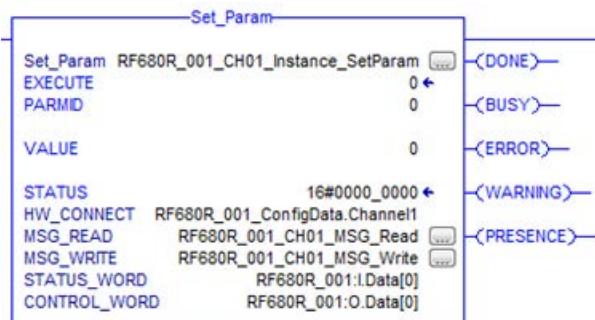 Set_Param
Set_Param RF680R_001_CH01_Instance_SetParam ... (DONE)
EXECUTE 0
PARMID 0 (BUSY)
VALUE 0 (ERROR)
STATUS 16#0000_0000 (WARNING)
HW_CONNECT RF680R_001_ConfigData.Channel1
MSG_READ RF680R_001_CH01_MSG_Read ... (PRESENCE)
MSG_WRITE RF680R_001_CH01_MSG_Write ...
STATUS_WORD RF680R_001:I.Data[0]
CONTROL_WORD RF680R_001:O.Data[0]